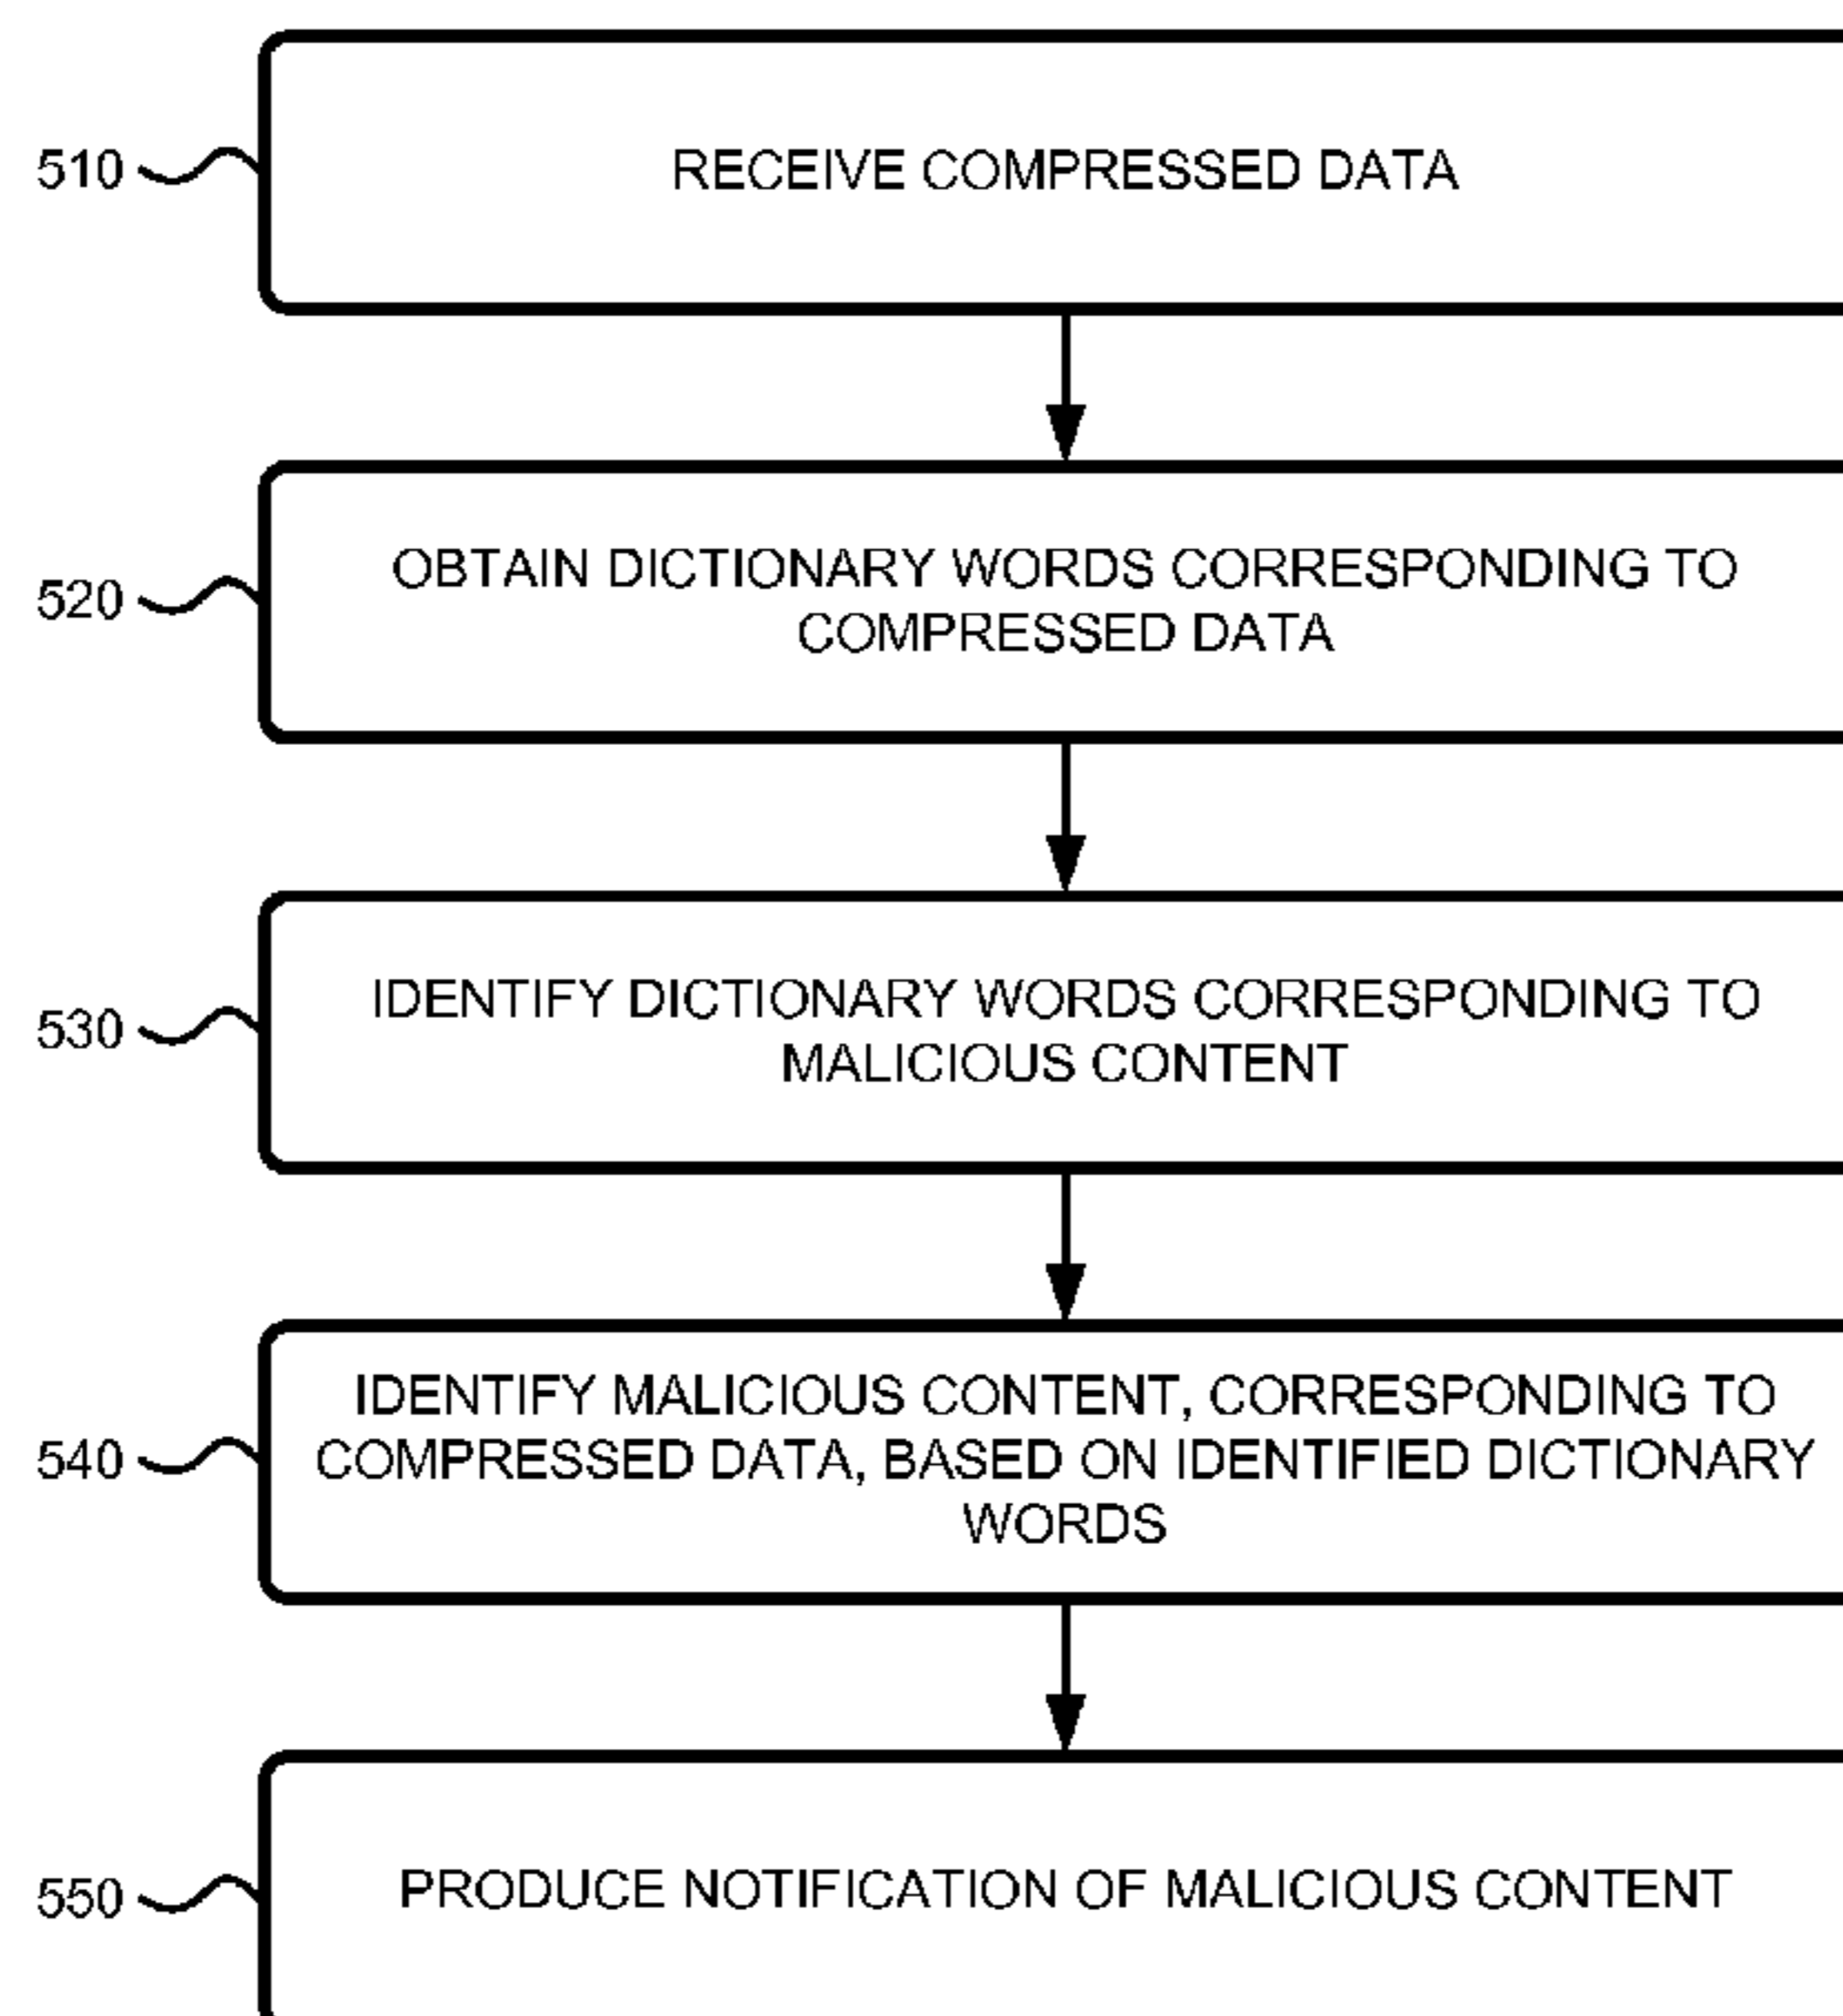 510
RECEIVE COMPRESSED DATA
520
OBTAIN DICTIONARY WORDS CORRESPONDING TO
COMPRESSED DATA
530
IDENTIFY DICTIONARY WORDS CORRESPONDING TO
MALICIOUS CONTENT
540
IDENTIFY MALICIOUS CONTENT, CORRESPONDING TO
COMPRESSED DATA, BASED ON IDENTIFIED DICTIONARY
WORDS
550
PRODUCE NOTIFICATION OF MALICIOUS CONTENT